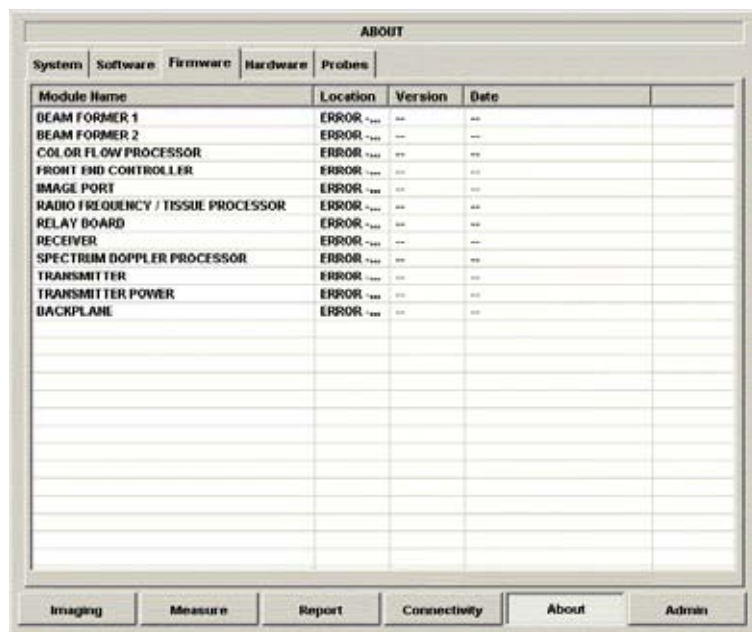 ABOUT
System Software Firmware Hardware Probes
Module Name Location Version Date
BEAM FORMER 1 ERROR -... -- --
BEAM FORMER 2 ERROR -... -- --
COLOR FLOW PROCESSOR ERROR -... -- --
FRONT END CONTROLLER ERROR -... -- --
IMAGE PORT ERROR -... -- --
RADIO FREQUENCY / TISSUE PROCESSOR ERROR -... -- --
RELAY BOARD ERROR -... -- --
RECEIVER ERROR -... -- --
SPECTRUM DOPPLER PROCESSOR ERROR -... -- --
TRANSMITTER ERROR -... -- --
TRANSMITTER POWER ERROR -... -- --
BACKPLANE ERROR -... -- --
Imaging Measure Report Connectivity About Admin